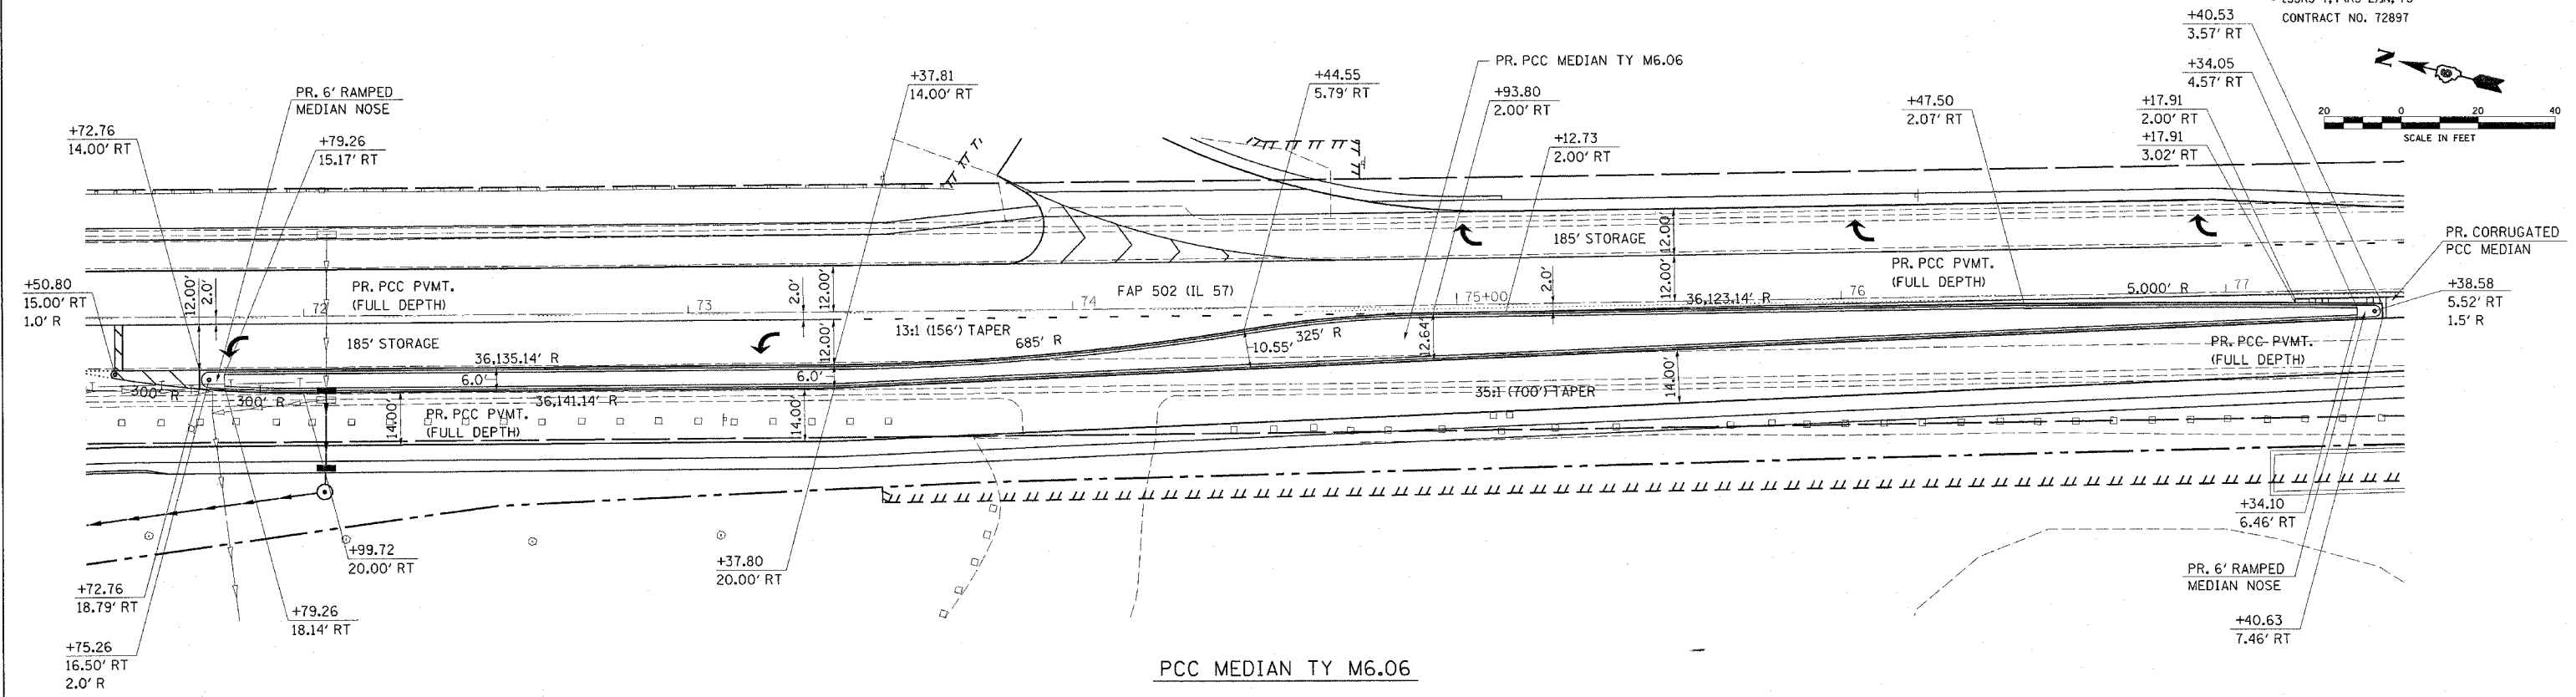 CONTRACT NO. 72897
+40.53
3.57' RT
N
+34.05
4.57' RT
+17.91
2.00' RT
+17.91
3.02' RT
20 0 20 40
SCALE IN FEET
PR. PCC MEDIAN TY M6.06
+37.81
14.00' RT
+44.55
5.79' RT
+93.80
2.00' RT
+47.50
2.07' RT
+12.73
2.00' RT
PR. 6' RAMPED
MEDIAN NOSE
+72.76
14.00' RT
+79.26
15.17' RT
PR. CORRUGATED
PCC MEDIAN
185' STORAGE
12.00'
12.00'
PR. PCC PVMT.
(FULL DEPTH)
+50.80
15.00' RT
1.0' R
12.00'
2.0'
PR. PCC PVMT.
(FULL DEPTH)
2.0'
12.00'
FAP 502 (IL 57)
2.0'
+38.58
5.52' RT
1.5' R
72
73
74
75+00
36,123.14' R
76
5,000' R
77
185' STORAGE
13:1 (156') TAPER
12.00'
685' R
325' R
12.64'
10.55'
PR. PCC PVMT.
(FULL DEPTH)
36,135.14' R
6.0'
6.0'
300' R
300' R
36,141.14' R
35:1 (700') TAPER
14.00'
14.00'
PR. PCC PVMT.
(FULL DEPTH)
14.00'
+99.72
20.00' RT
+37.80
20.00' RT
+34.10
6.46' RT
+72.76
18.79' RT
+79.26
18.14' RT
PR. 6' RAMPED
MEDIAN NOSE
+75.26
16.50' RT
2.0' R
+40.63
7.46' RT
PCC MEDIAN TY M6.06